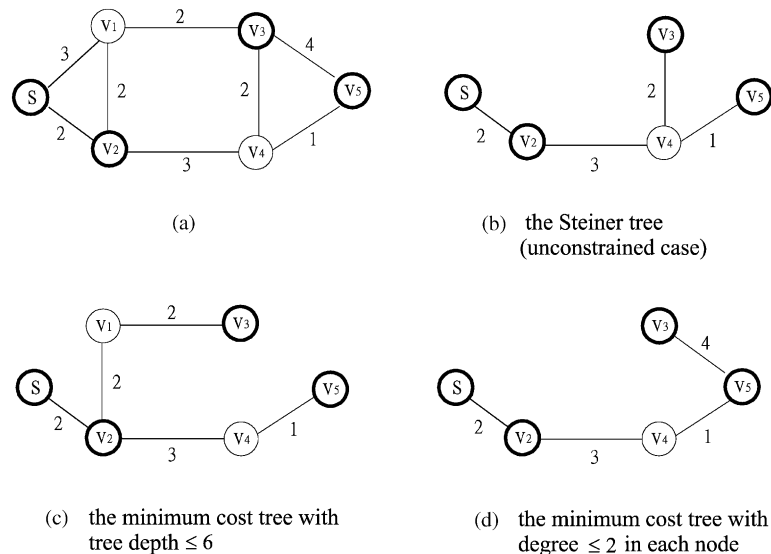 V1
2
V3
3
4
S
2
2
V5
2
1
V2
3
V4
(a)
V3
S
2
V5
2
V2
3
V4
1
(b) the Steiner tree
(unconstrained case)
V1
2
V3
S
2
V5
2
V2
3
V4
1
(c) the minimum cost tree with
tree depth ≤ 6
V3
4
S
V5
2
V2
3
V4
1
(d) the minimum cost tree with
degree ≤ 2 in each node